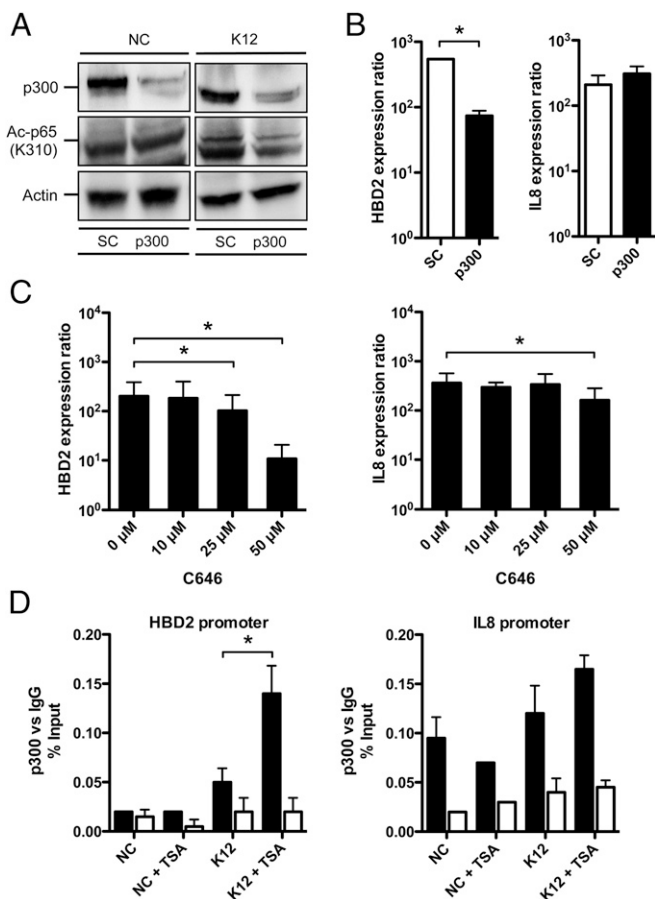 A
NC K12
p300
Ac-p65
(K310)
Actin
SC p300 SC p300
B
HBD2 expression ratio
10³
10²
10¹
10⁰
*
SC p300
IL8 expression ratio
10³
10²
10¹
10⁰
SC p300
C
HBD2 expression ratio
10⁴
10³
10²
10¹
10⁰
*
*
0 µM 10 µM 25 µM 50 µM
C646
IL8 expression ratio
10⁴
10³
10²
10¹
10⁰
*
0 µM 10 µM 25 µM 50 µM
C646
D
HBD2 promoter
p300 vs IgG
% Input
0.20
0.15
0.10
0.05
0.00
*
NC NC + TSA K12 K12 + TSA
IL8 promoter
p300 vs IgG
% Input
0.20
0.15
0.10
0.05
0.00
NC NC + TSA K12 K12 + TSA